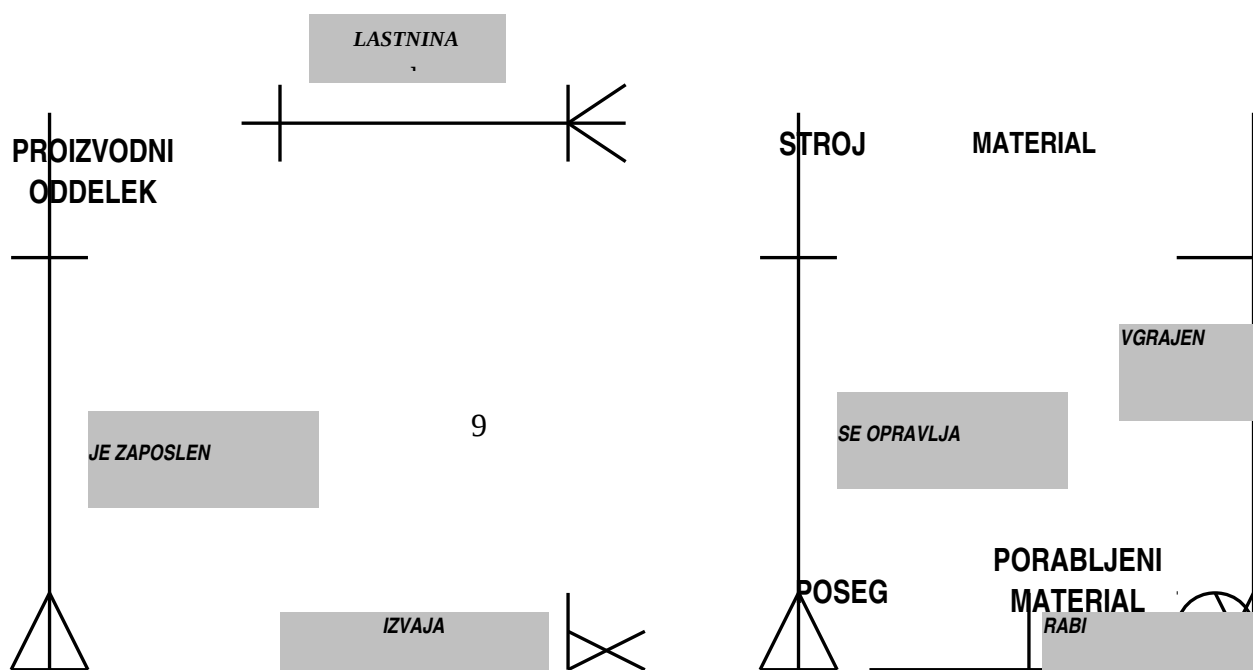 LASTNINA
PROIZVODNI
ODDELEK
STROJ
MATERIAL
VGRAJEN
JE ZAPOSLEN
9
SE OPRAVLJA
POSEG
PORABLJENI
MATERIAL
IZVAJA
RABI